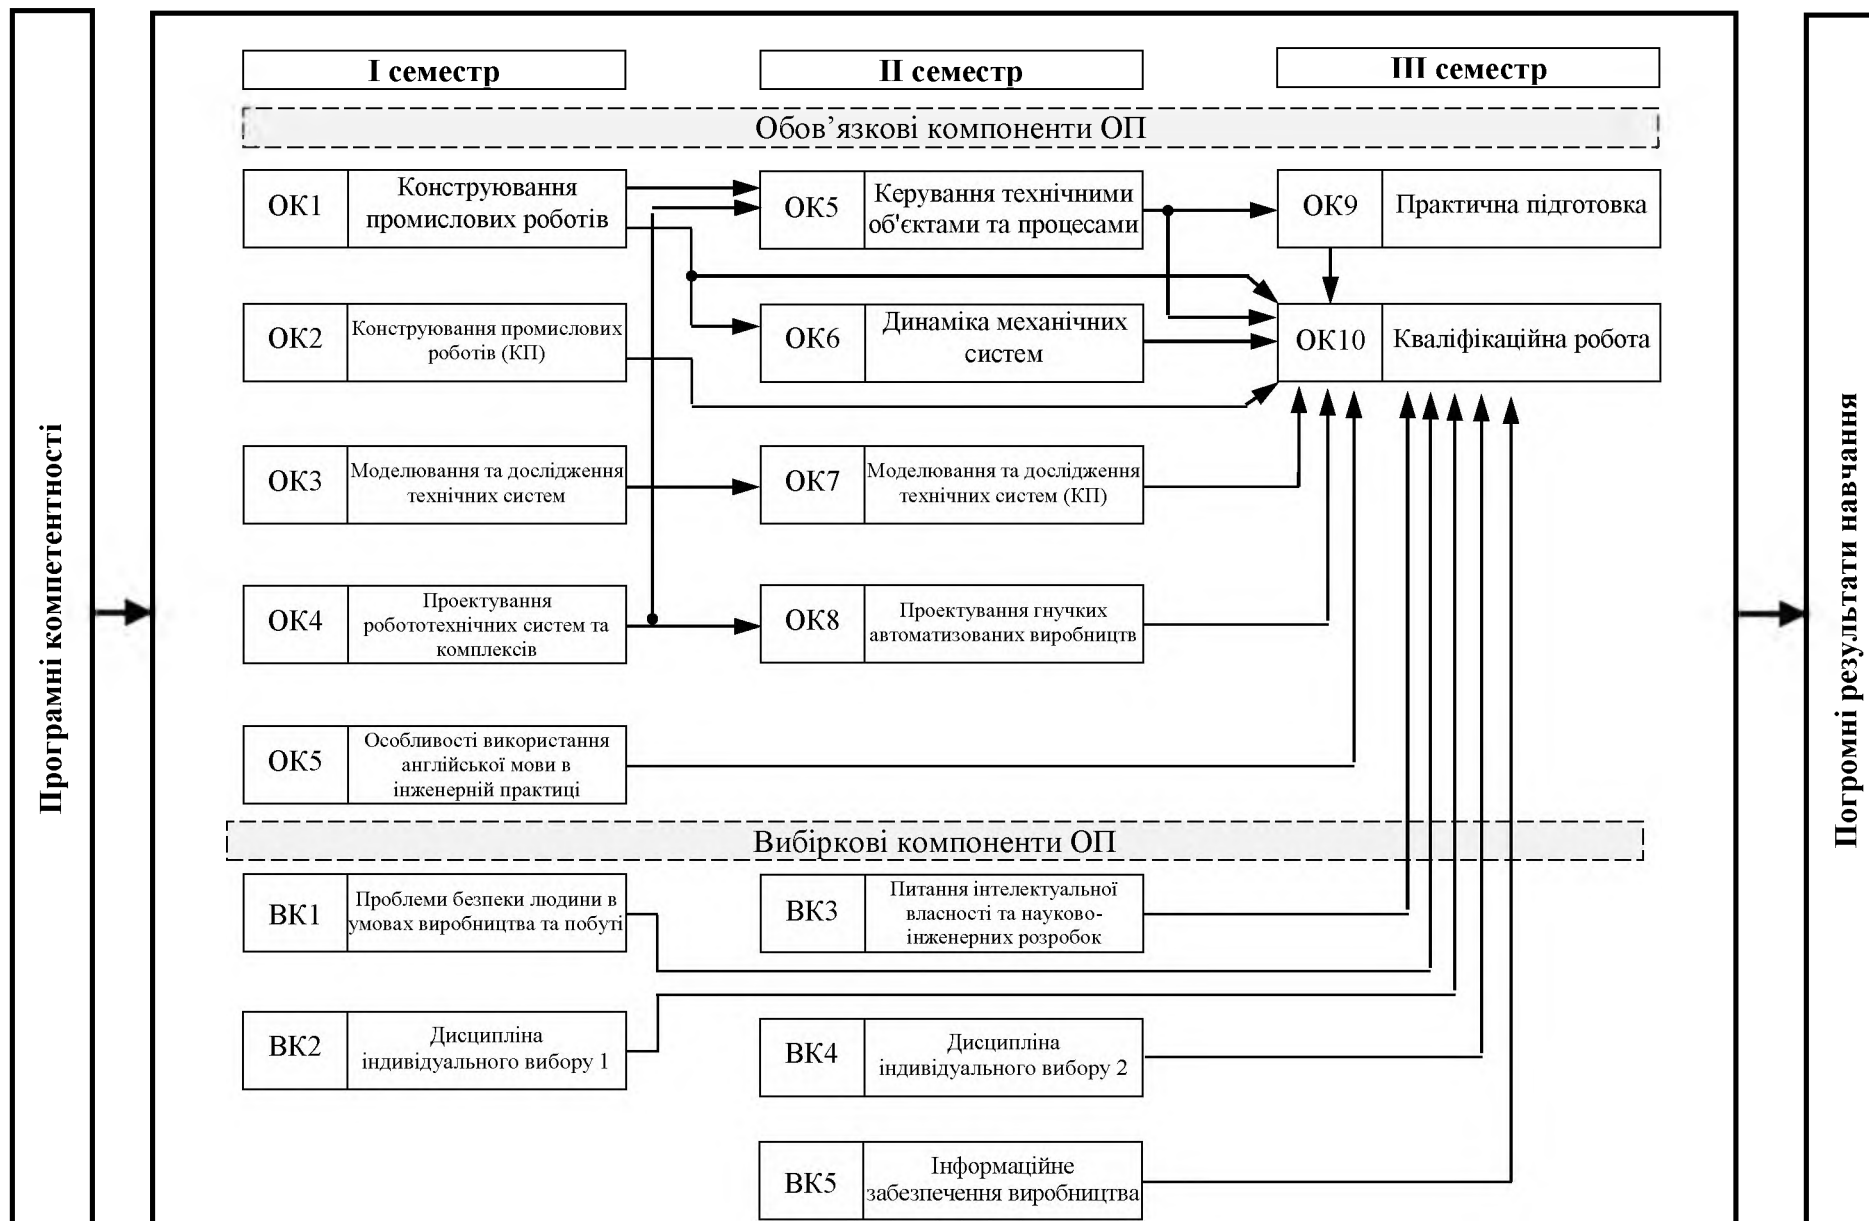 Програмні компетентності
І семестр
ІІ семестр
ІІІ семестр
Обов’язкові компоненти ОП
ОК1
Конструювання
промислових роботів
ОК5
Керування технічними
об'єктами та процесами
ОК9
Практична підготовка
ОК2
Конструювання промислових
роботів (КП)
ОК6
Динаміка механічних
систем
ОК10
Кваліфікаційна робота
ОК3
Моделювання та дослідження
технічних систем
ОК7
Моделювання та дослідження
технічних систем (КП)
ОК4
Проектування
робототехнічних систем та
комплексів
ОК8
Проектування гнучких
автоматизованих виробництв
ОК5
Особливості використання
англійської мови в
інженерній практиці
Вибіркові компоненти ОП
ВК1
Проблеми безпеки людини в
умовах виробництва та побуті
ВК3
Питання інтелектуальної
власності та науково-
інженерних розробок
ВК2
Дисципліна
індивідуального вибору 1
ВК4
Дисципліна
індивідуального вибору 2
ВК5
Інформаційне
забезпечення виробництва
Погромні результати навчання